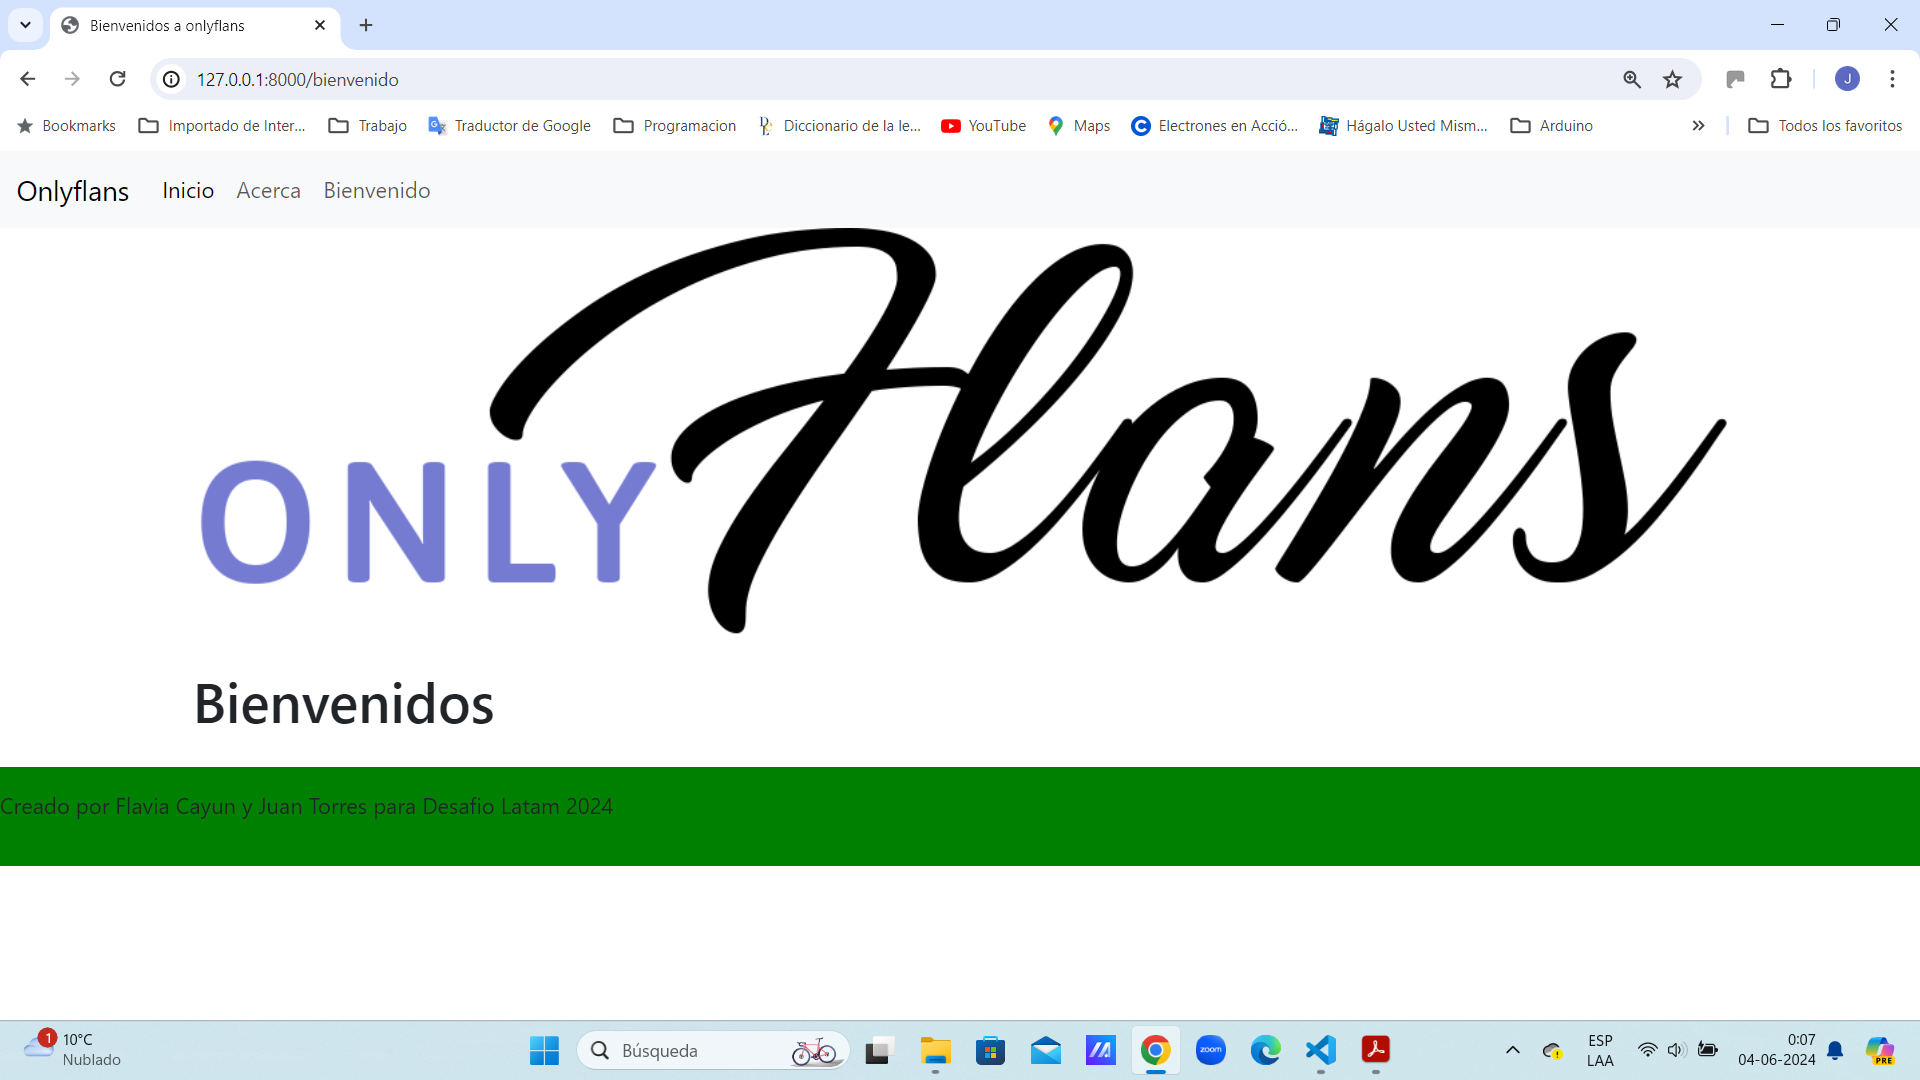 Bienvenidos a onlyflans
127.0.0.1:8000/bienvenido
J
Bookmarks Importado de Inter... Trabajo Traductor de Google Programacion Diccionario de la le... YouTube Maps Electrones en Acció... Hágalo Usted Mism... Arduino » Todos los favoritos
Onlyflans Inicio Acerca Bienvenido
ONLY Flans
Bienvenidos
Creado por Flavia Cayun y Juan Torres para Desafio Latam 2024
1 10°C
Nublado
Búsqueda
zoom
ESP
LAA
0:07
04-06-2024
PRE